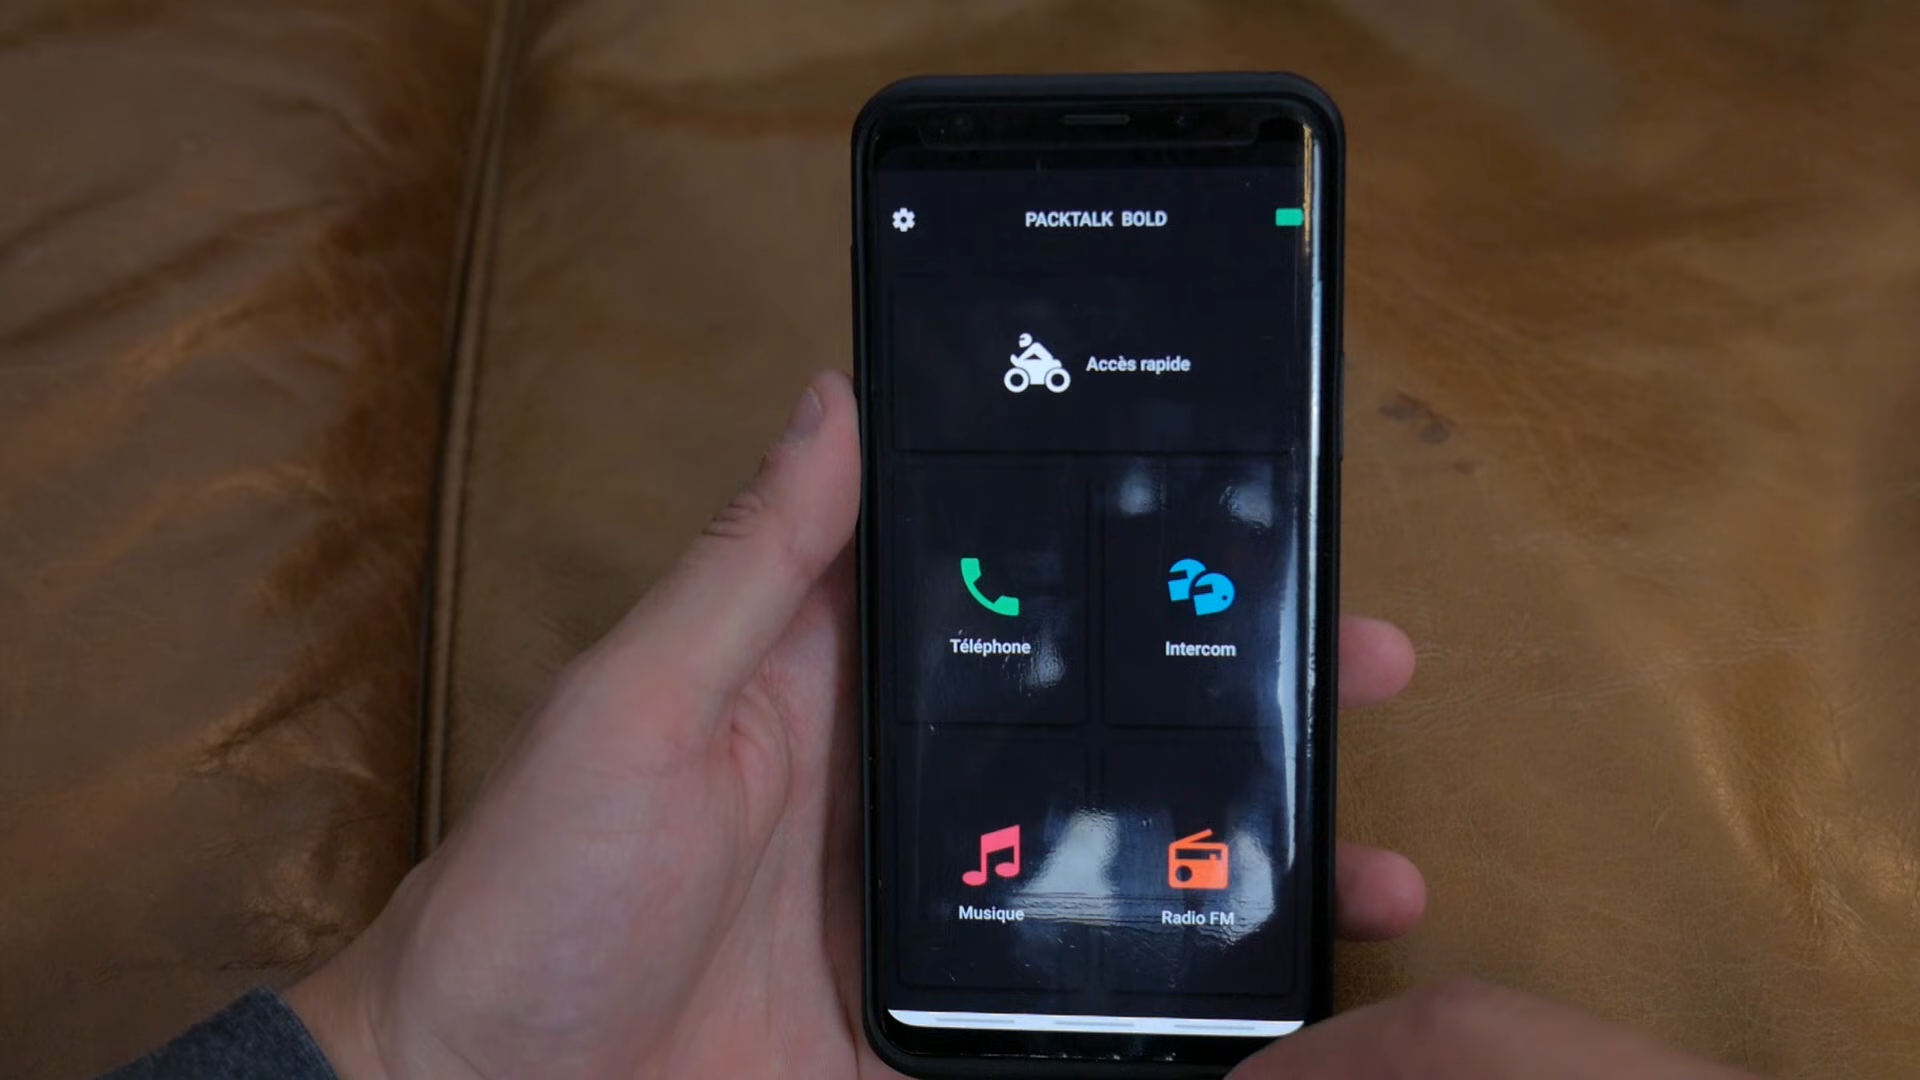 PACKTALK BOLD
Accès rapide
Téléphone
Intercom
Musique
Radio FM